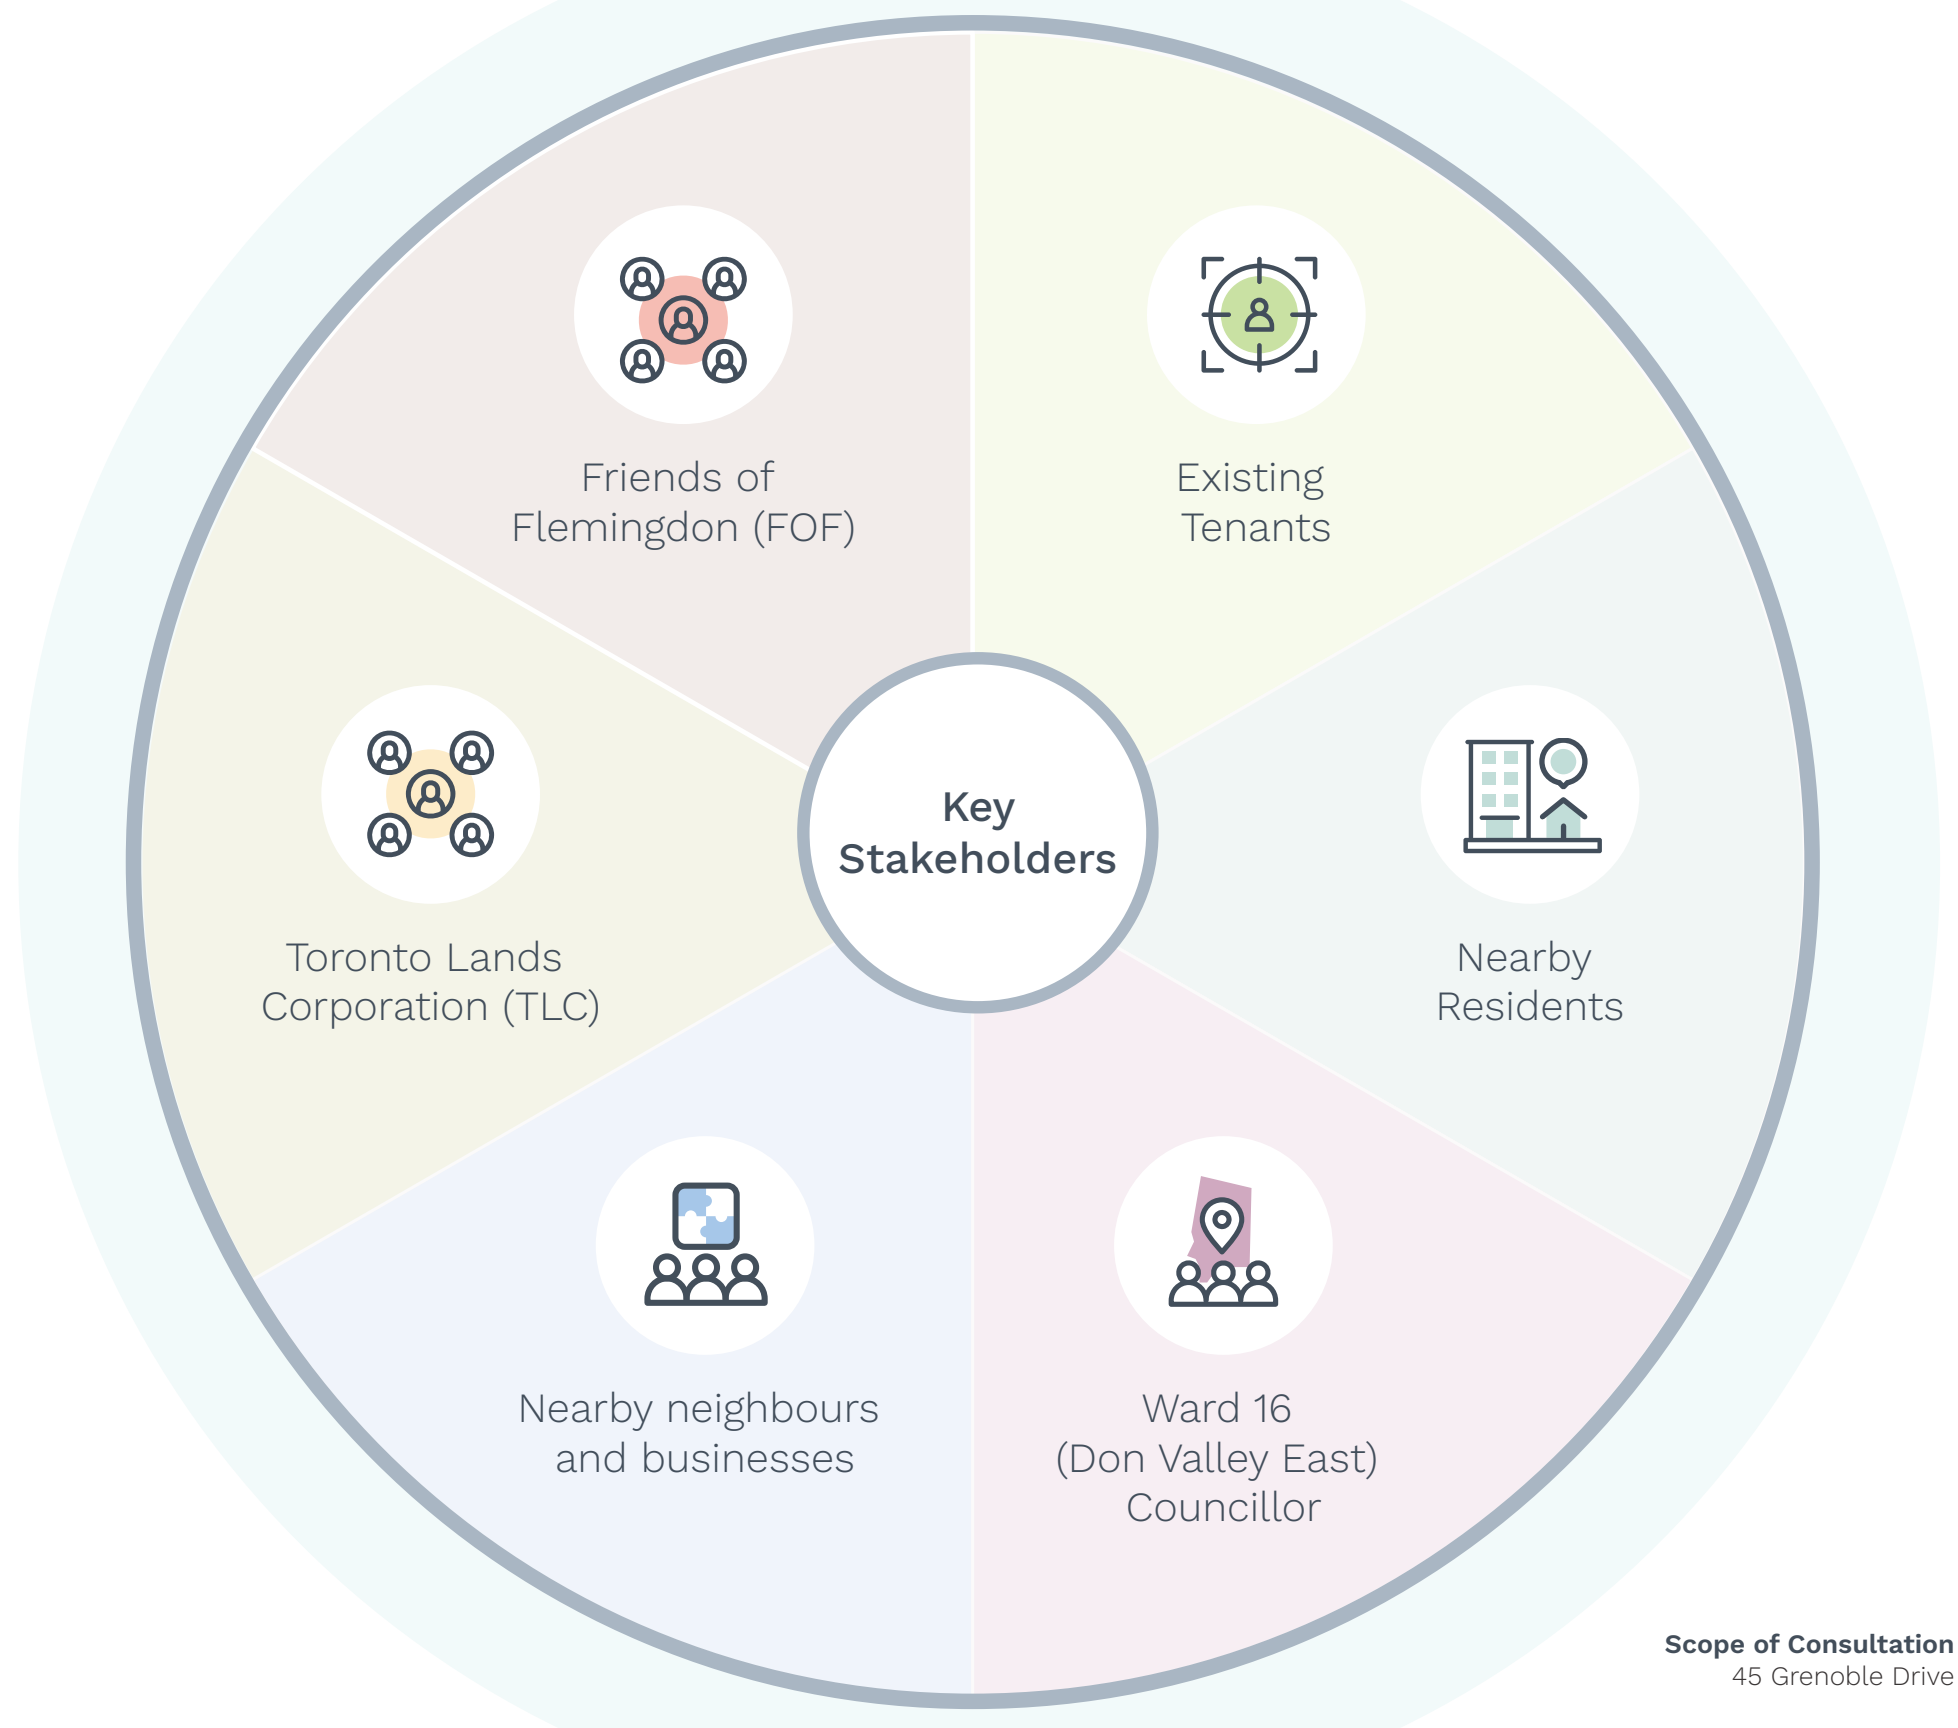 Friends of
Flemingdon (FOF)
Existing
Tenants
Key
Stakeholders
Toronto Lands
Corporation (TLC)
Nearby
Residents
Nearby neighbours
and businesses
Ward 16
(Don Valley East)
Councillor
Scope of Consultation
45 Grenoble Drive